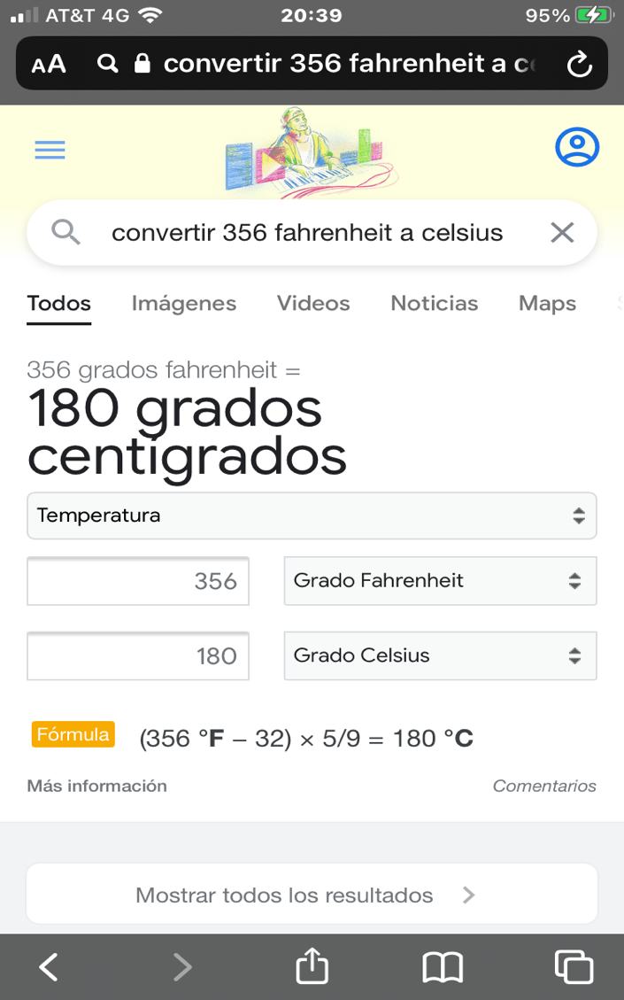 AT&T 4G 20:39 95%
AA convertir 356 fahrenheit a c
convertir 356 fahrenheit a celsius
Todos Imágenes Videos Noticias Maps
356 grados fahrenheit =
180 grados
centígrados
Temperatura
356 Grado Fahrenheit
180 Grado Celsius
Fórmula (356 °F − 32) × 5/9 = 180 °C
Más información Comentarios
Mostrar todos los resultados